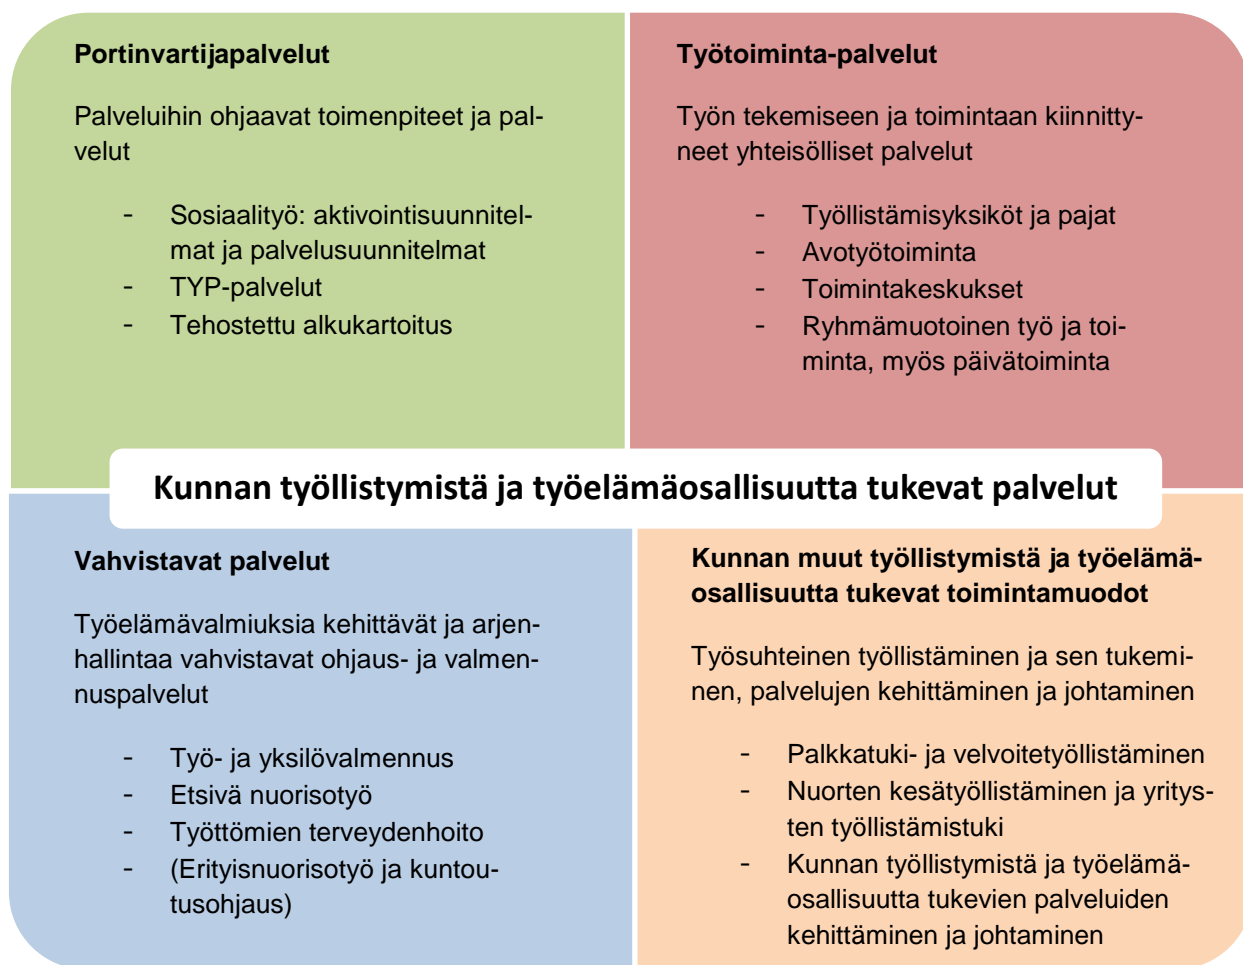 Portinvartijapalvelut
Palveluihin ohjaavat toimenpiteet ja pal-
velut
- Sosiaalityö: aktivointisuunnitel-
mat ja palvelusuunnitelmat
- TYP-palvelut
- Tehostettu alkukartoitus
Työtoiminta-palvelut
Työn tekemiseen ja toimintaan kiinnitty-
neet yhteisölliset palvelut
- Työllistämisyksiköt ja pajat
- Avotyötoiminta
- Toimintakeskukset
- Ryhmämuotoinen työ ja toi-
minta, myös päivätoiminta
Kunnan työllistymistä ja työelämäosallisuutta tukevat palvelut
Vahvistavat palvelut
Työelämävalmiuksia kehittävät ja arjen-
hallintaa vahvistavat ohjaus- ja valmen-
nuspalvelut
- Työ- ja yksilövalmennus
- Etsivä nuorisotyö
- Työttömien terveydenhoito
- (Erityisnuorisotyö ja kuntou-
tusohjaus)
Kunnan muut työllistymistä ja työelämä-
osallisuutta tukevat toimintamuodot
Työsuhteinen työllistäminen ja sen tukemi-
nen, palvelujen kehittäminen ja johtaminen
- Palkkatuki- ja velvoitetyöllistäminen
- Nuorten kesätyöllistäminen ja yritys-
ten työllistämistuki
- Kunnan työllistymistä ja työelämä-
osallisuutta tukevien palveluiden
kehittäminen ja johtaminen